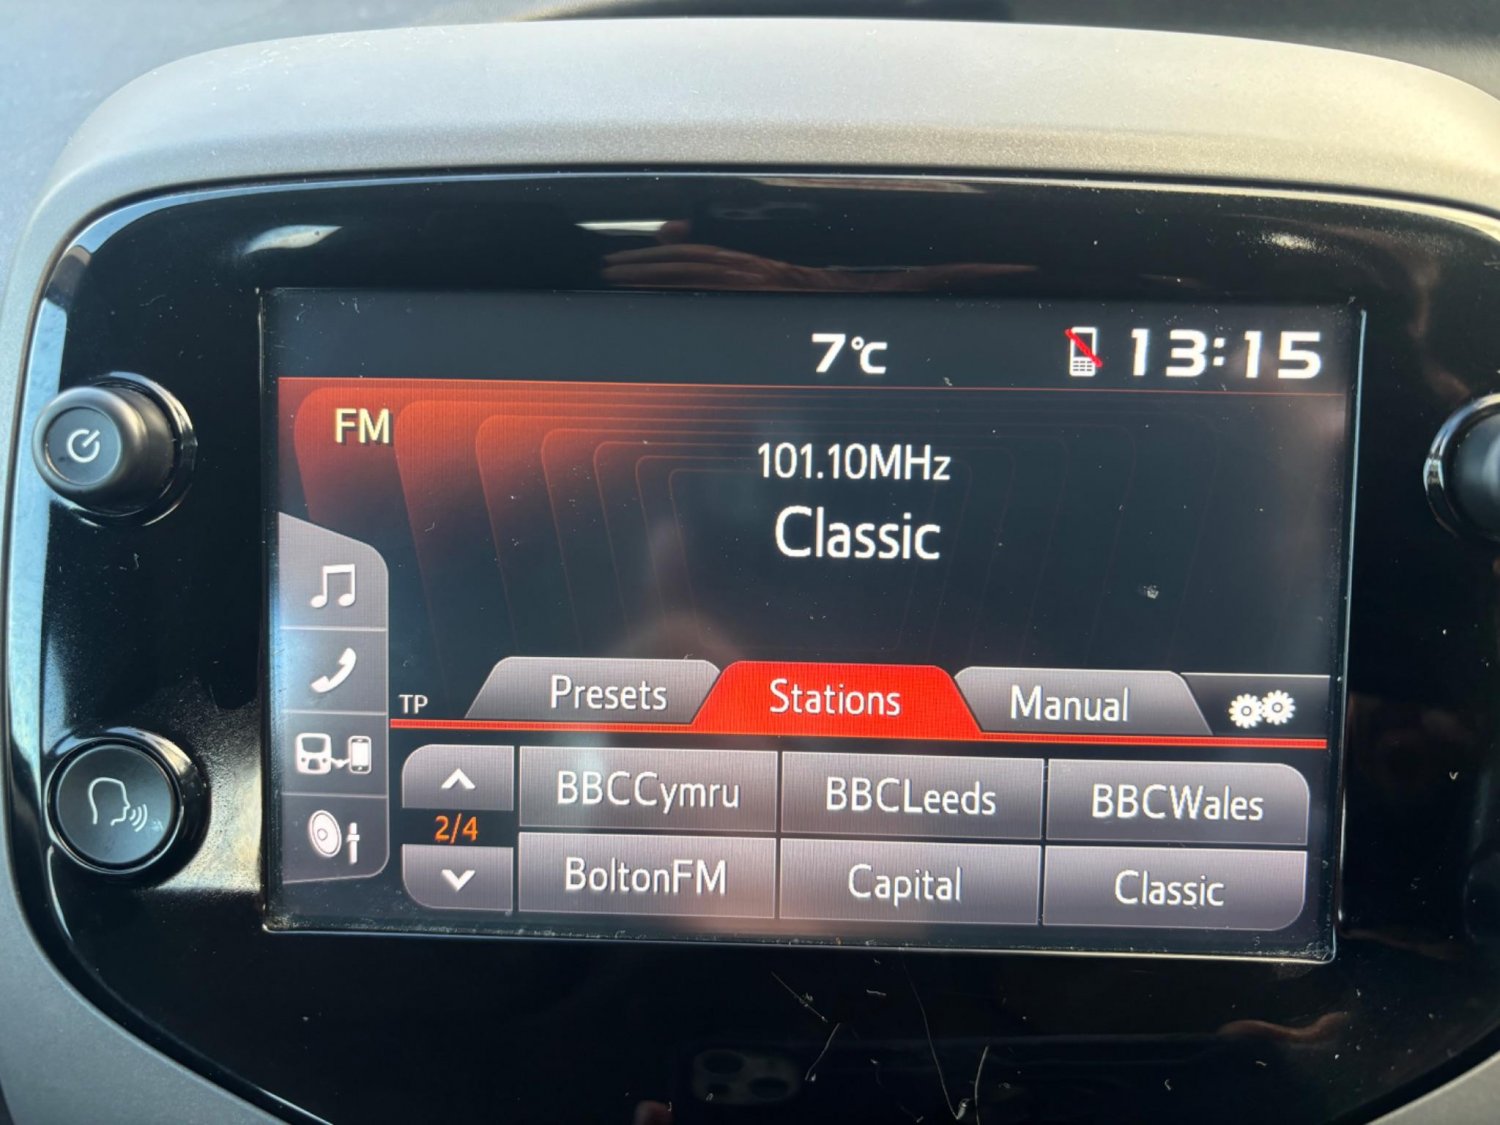 7°C 13:15
FM
101.10MHz
Classic
TP Presets Stations Manual
BBCCymru BBCLeeds BBCWales
2/4
BoltonFM Capital Classic